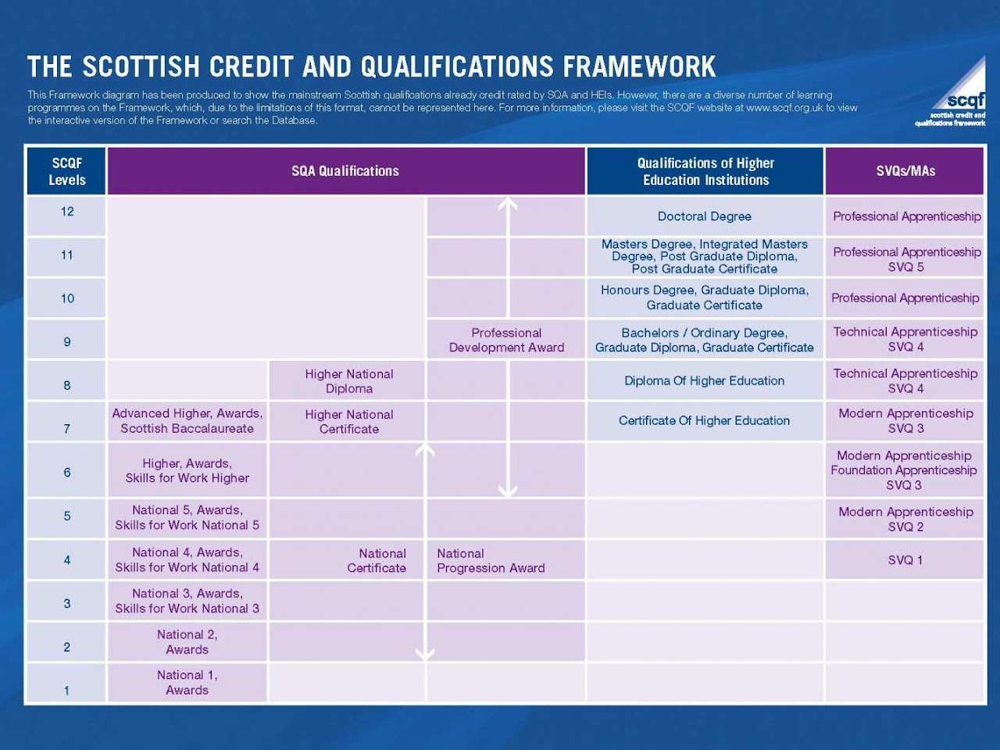 THE SCOTTISH CREDIT AND QUALIFICATIONS FRAMEWORK
This Framework diagram has been produced to show the mainstream Scottish qualifications already credit rated by SQA and HEIs. However, there are a diverse number of learning
programmes on the Framework, which, due to the limitations of this format, cannot be represented here. For more information, please visit the SCQF website at www.scqf.org.uk to view
the interactive version of the Framework or search the Database.
scqf
scottish credit and
qualifications framework
SCQF
Levels
SQA Qualifications
Qualifications of Higher
Education Institutions
SVQs/MAs
12
Doctoral Degree
Professional Apprenticeship
11
Masters Degree, Integrated Masters
Degree, Post Graduate Diploma,
Post Graduate Certificate
Professional Apprenticeship
SVQ 5
10
Honours Degree, Graduate Diploma,
Graduate Certificate
Professional Apprenticeship
9
Professional
Development Award
Bachelors / Ordinary Degree,
Graduate Diploma, Graduate Certificate
Technical Apprenticeship
SVQ 4
8
Higher National
Diploma
Diploma Of Higher Education
Technical Apprenticeship
SVQ 4
7
Advanced Higher, Awards,
Scottish Baccalaureate
Higher National
Certificate
Certificate Of Higher Education
Modern Apprenticeship
SVQ 3
6
Higher, Awards,
Skills for Work Higher
Modern Apprenticeship
Foundation Apprenticeship
SVQ 3
5
National 5, Awards,
Skills for Work National 5
Modern Apprenticeship
SVQ 2
4
National 4, Awards,
Skills for Work National 4
National
Certificate
National
Progression Award
SVQ 1
3
National 3, Awards,
Skills for Work National 3
2
National 2,
Awards
1
National 1,
Awards